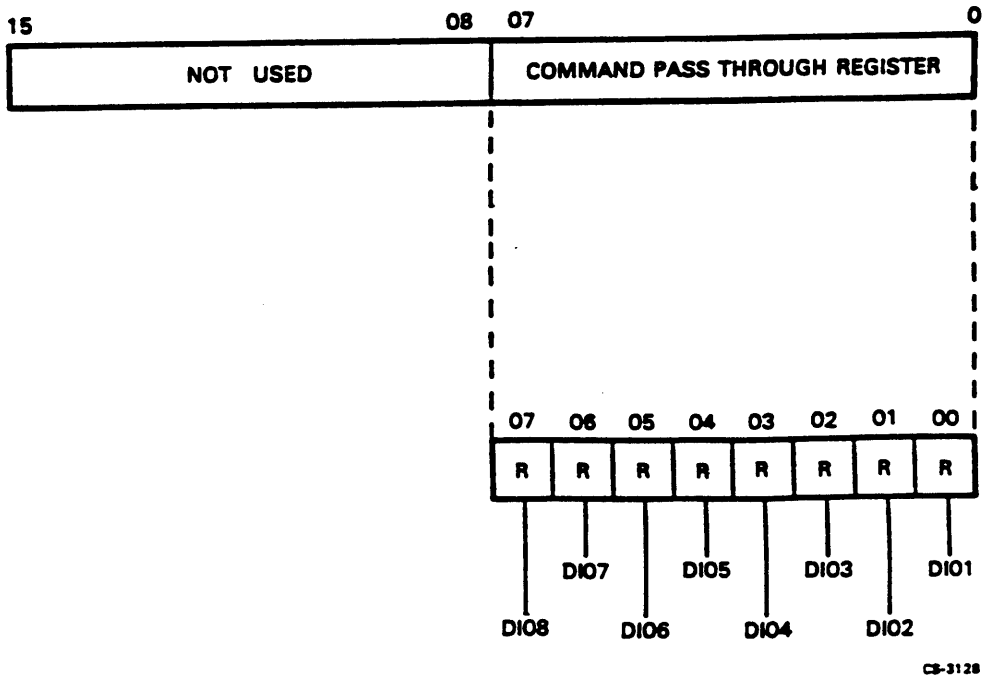 15 08 07 0
NOT USED COMMAND PASS THROUGH REGISTER
07 06 05 04 03 02 01 00
R R R R R R R R
DIO7 DIO5 DIO3 DIO1
DIO8 DIO6 DIO4 DIO2
CS-3128